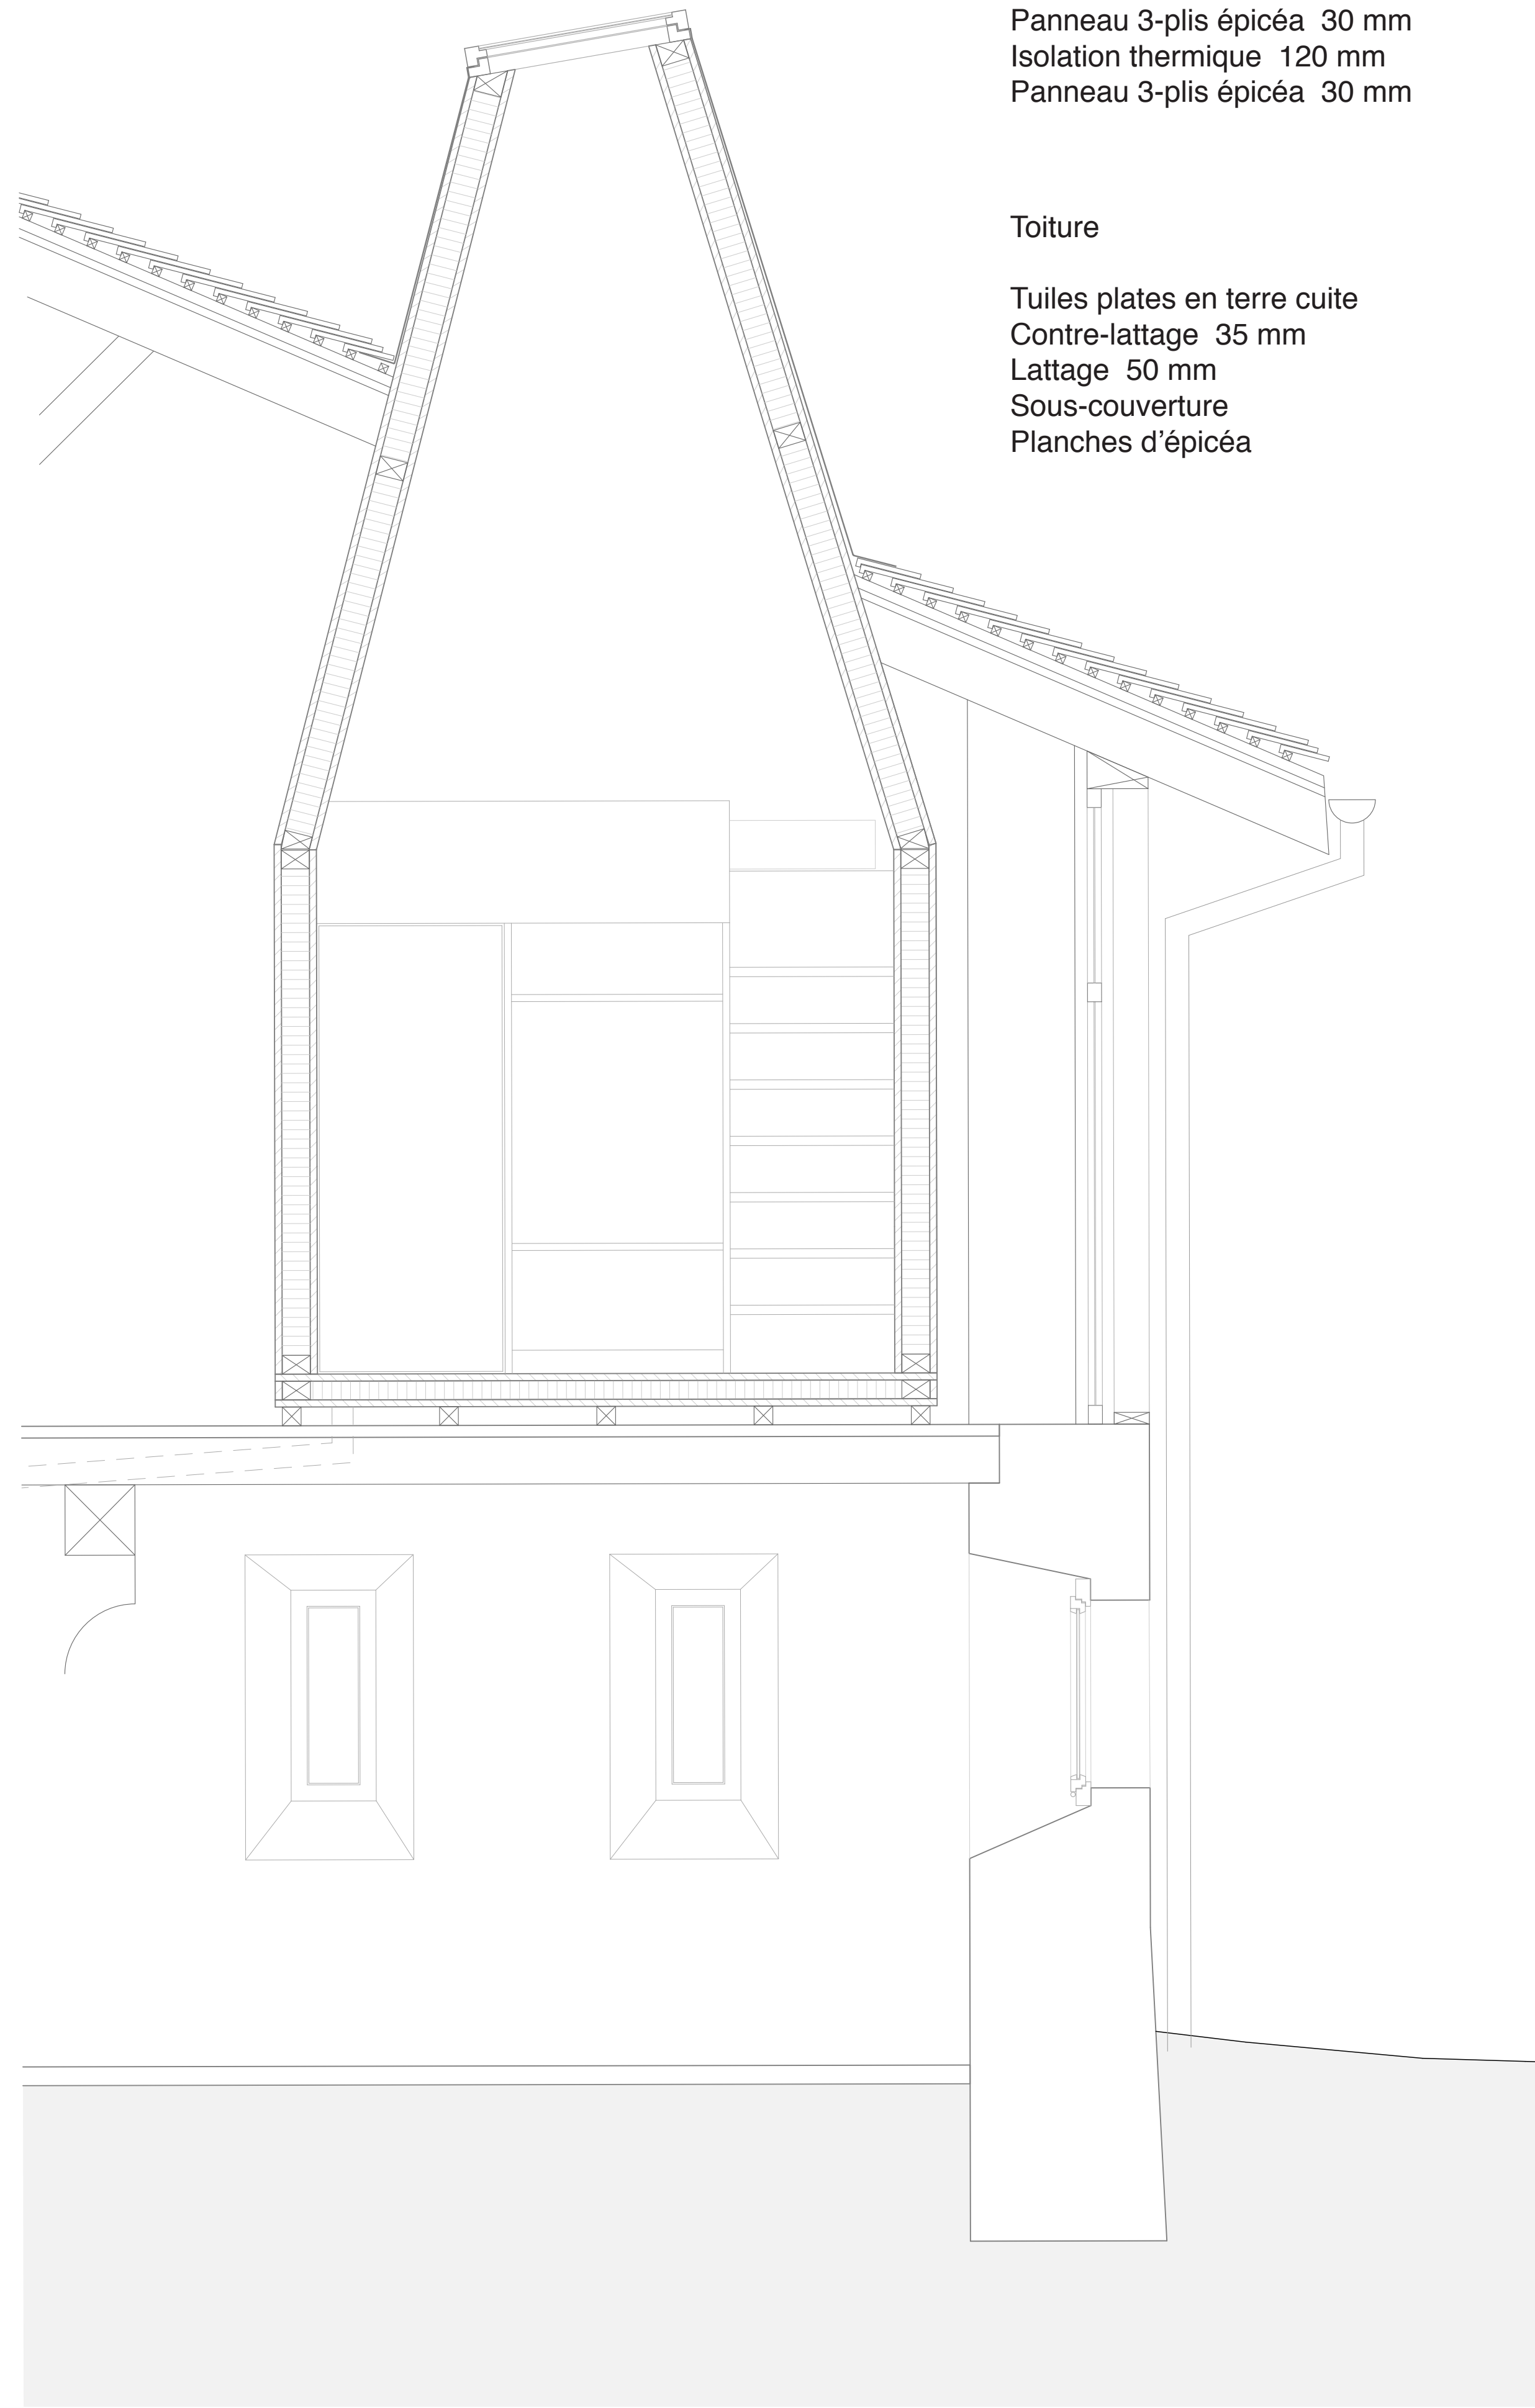 Panneau 3-plis épicéa  30 mm
Isolation thermique  120 mm
Panneau 3-plis épicéa  30 mm
Toiture
Tuiles plates en terre cuite
Contre-lattage  35 mm
Lattage  50 mm
Sous-couverture
Planches d’épicéa